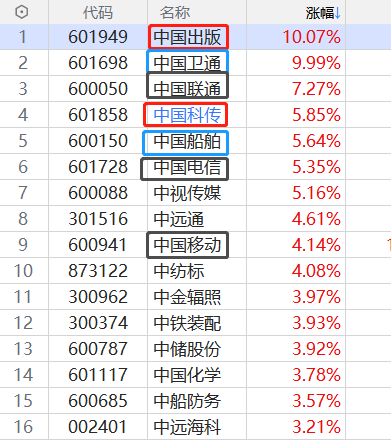 代码 名称 涨幅↓
1 601949 中国出版 10.07%
2 601698 中国卫通 9.99%
3 600050 中国联通 7.27%
4 601858 中国科传 5.85%
5 600150 中国船舶 5.64%
6 601728 中国电信 5.35%
7 600088 中视传媒 5.16%
8 301516 中远通 4.61%
9 600941 中国移动 4.14%
10 873122 中纺标 4.08%
11 300962 中金辐照 3.97%
12 300374 中铁装配 3.93%
13 600787 中储股份 3.92%
14 601117 中国化学 3.78%
15 600685 中船防务 3.57%
16 002401 中远海科 3.21%